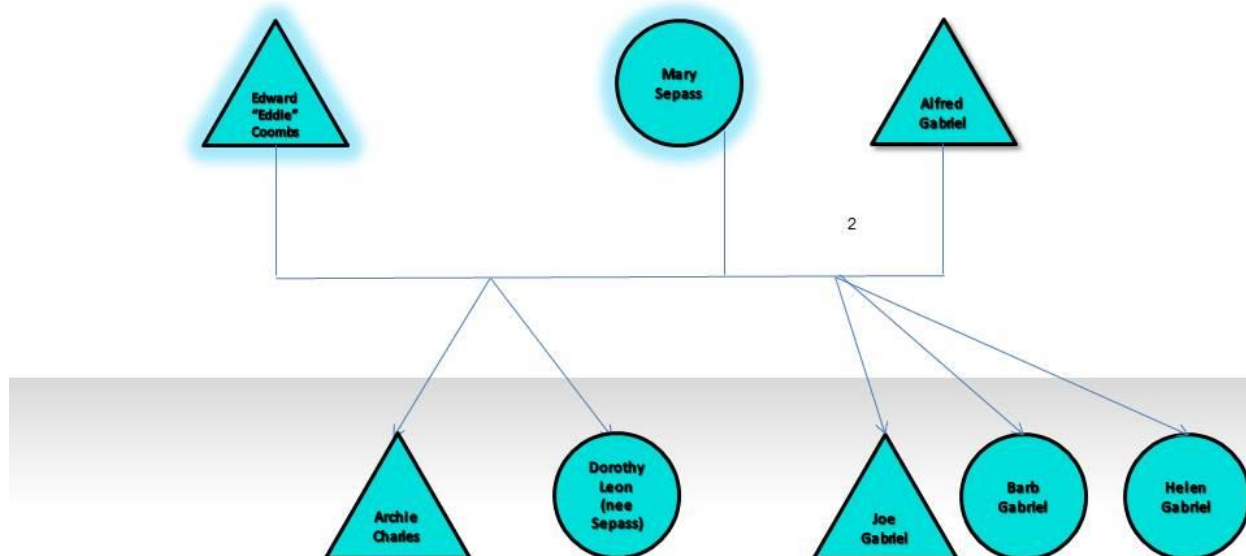 Edward
"Eddie"
Coombs
Mary
Sepass
Alfred
Gabriel
2
Archie
Charles
Dorothy
Leon
(nee
Sepass)
Joe
Gabriel
Barb
Gabriel
Helen
Gabriel